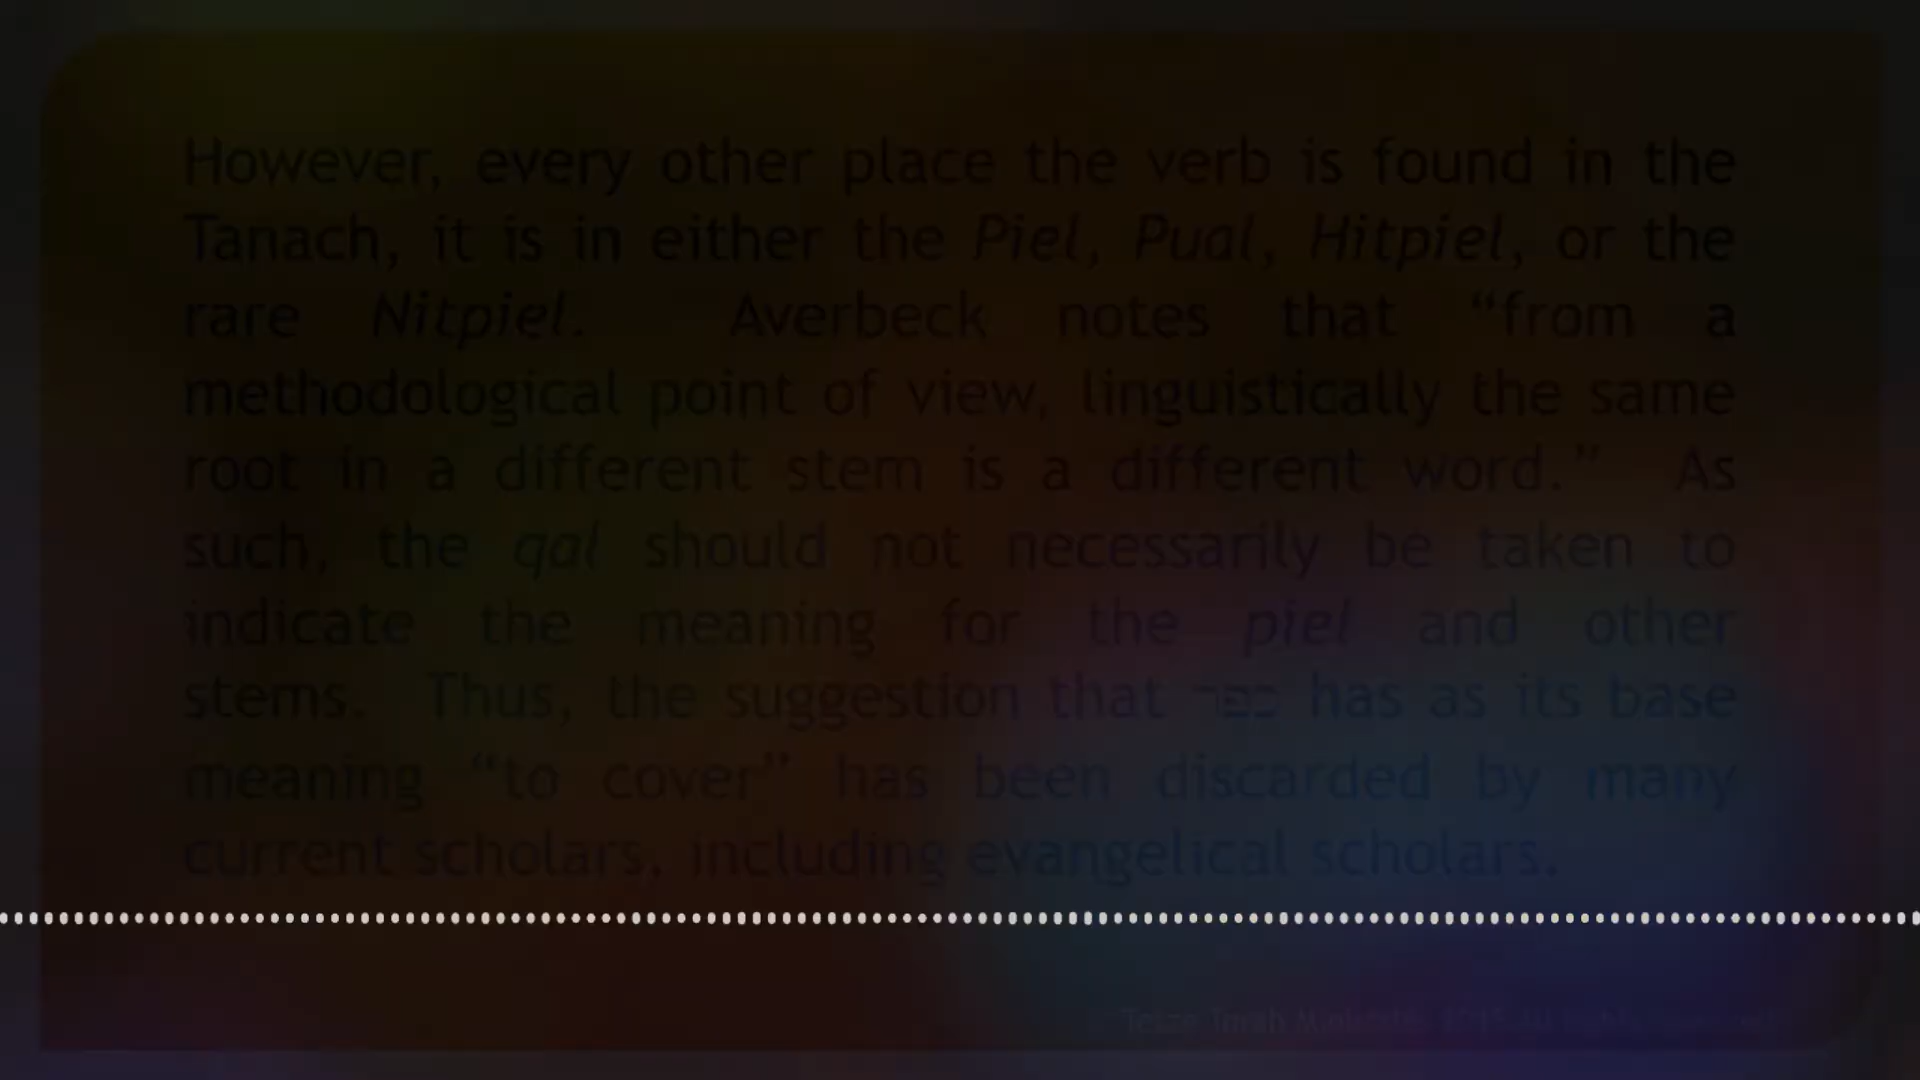 However, every other place the verb is found in the
Tanach, it is in either the Piel, Pual, Hitpiel, or the
rare Nitpiel. Averbeck notes that “from a
methodological point of view, linguistically the same
root in a different stem is a different word.” As
such, the qal should not necessarily be taken to
indicate the meaning for the piel and other
stems. Thus, the suggestion that כפר has as its base
meaning “to cover” has been discarded by many
current scholars, including evangelical scholars.